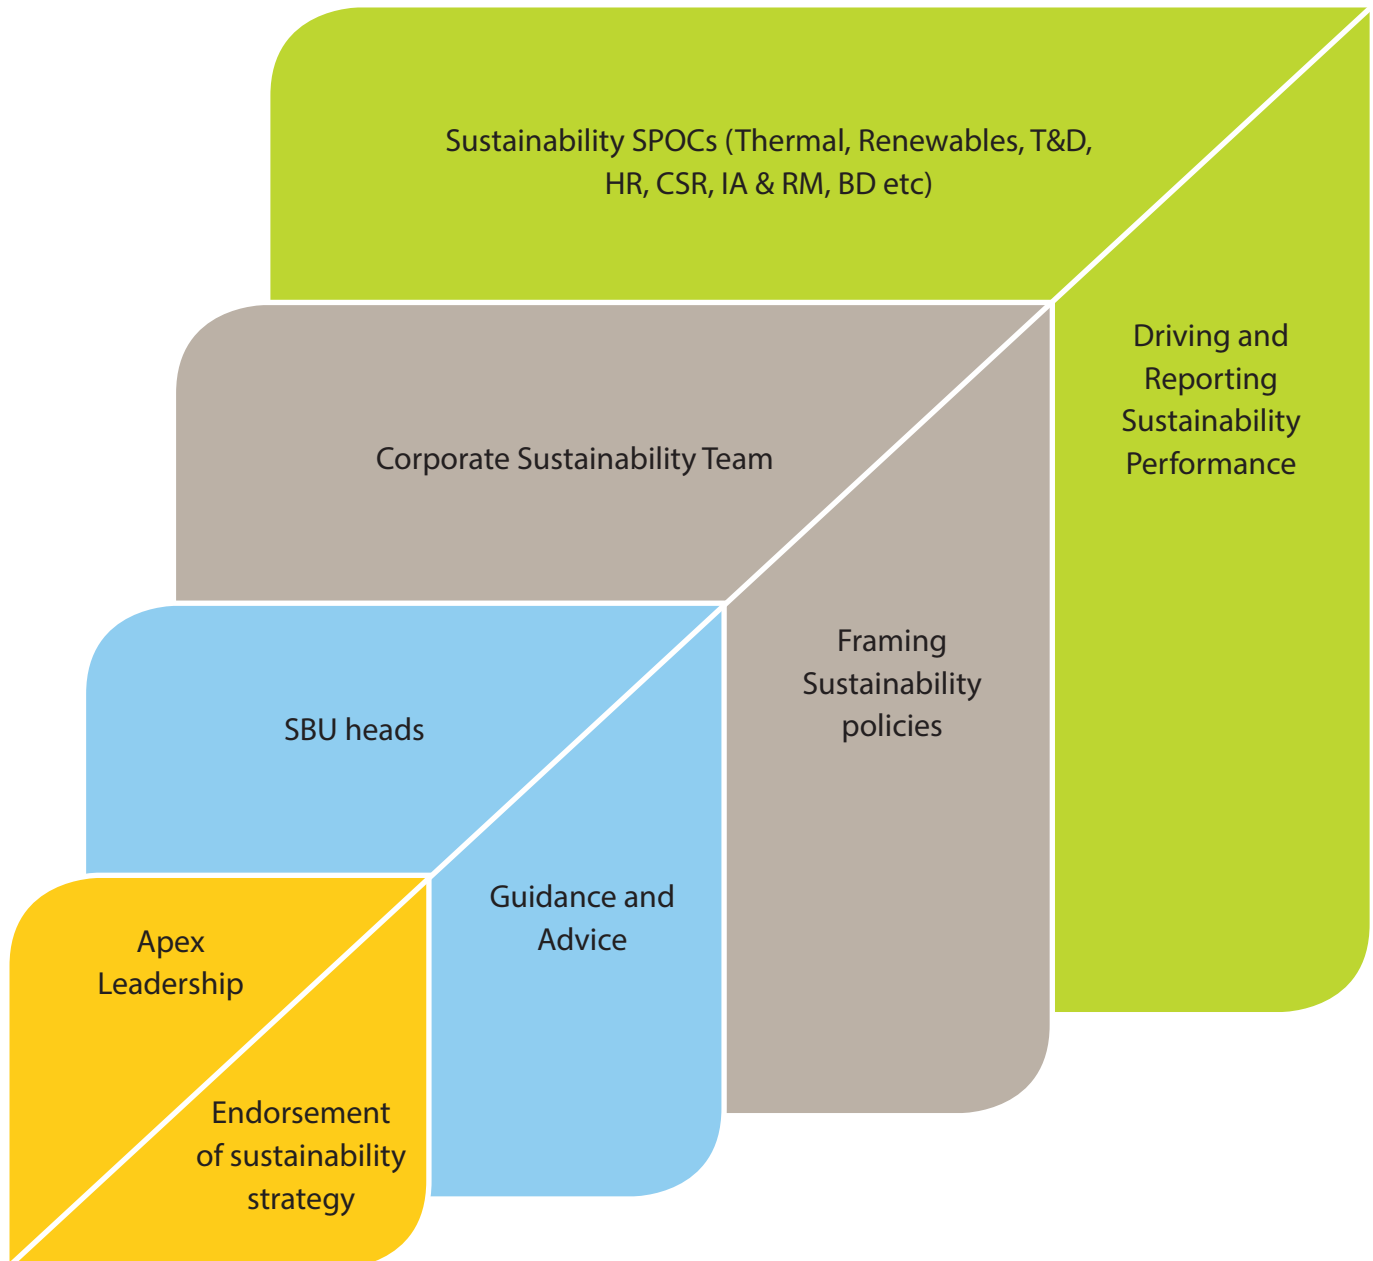 Sustainability SPOCs (Thermal, Renewables, T&D,
HR, CSR, IA & RM, BD etc)
Driving and
Reporting
Sustainability
Performance
Corporate Sustainability Team
Framing
Sustainability
policies
SBU heads
Guidance and
Advice
Apex
Leadership
Endorsement
of sustainability
strategy